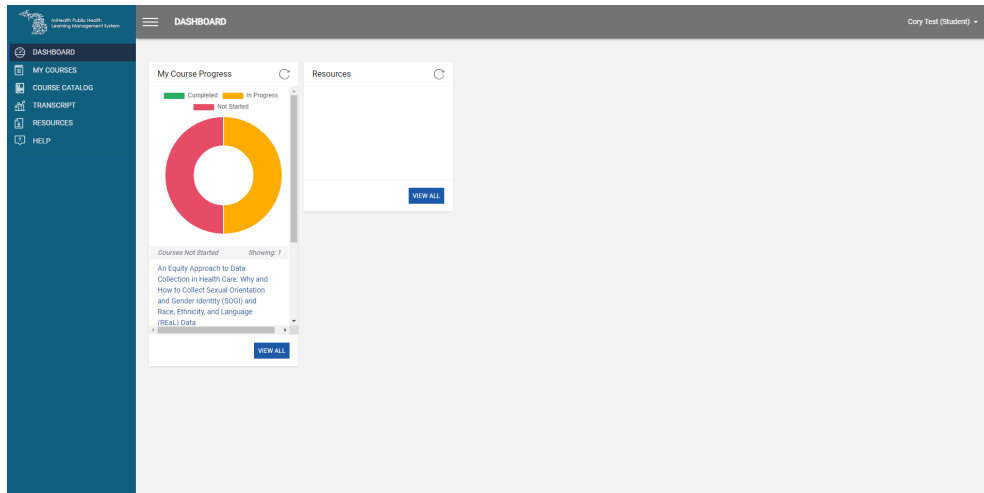 miHealth Public Health
Learning Management System
DASHBOARD
Cory Test (Student)
DASHBOARD
MY COURSES
COURSE CATALOG
TRANSCRIPT
RESOURCES
HELP
My Course Progress
Completed In Progress
Not Started
Courses Not Started Showing: 1
An Equity Approach to Data
Collection in Health Care: Why and
How to Collect Sexual Orientation
and Gender Identity (SOGI) and
Race, Ethnicity, and Language
(REaL) Data
VIEW ALL
Resources
VIEW ALL